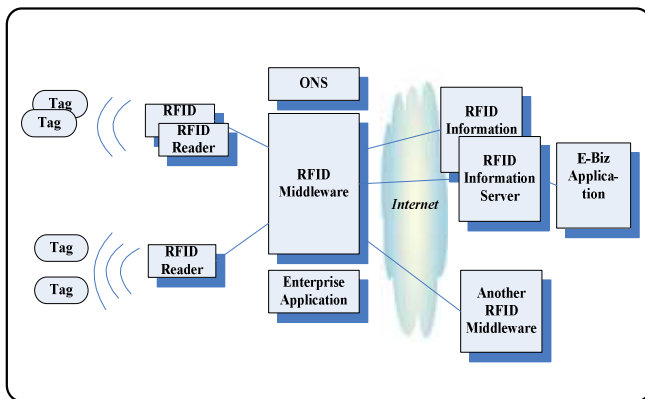 Tag
Tag
RFID
RFID
Reader
ONS
RFID
Middleware
Internet
RFID
Information
RFID
Information
Server
E-Biz
Applica-
tion
Tag
Tag
RFID
Reader
Enterprise
Application
Another
RFID
Middleware